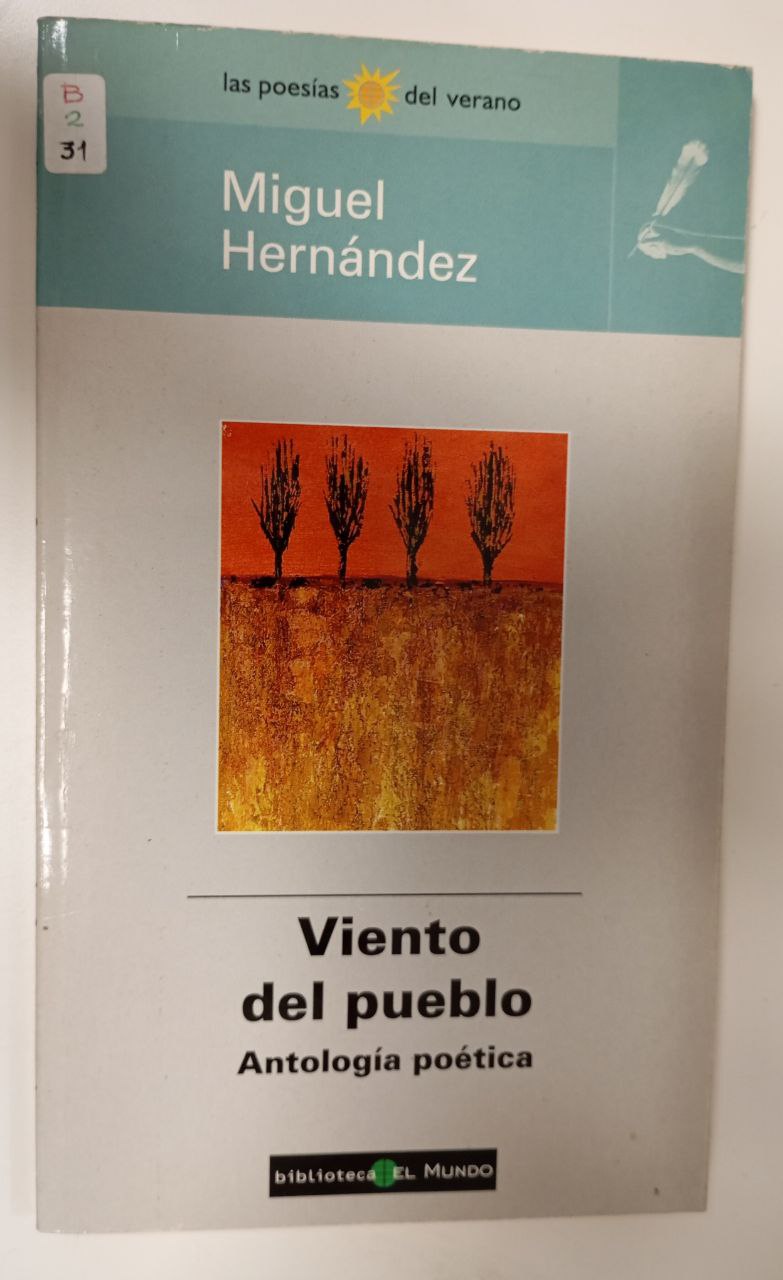 B
2
31
las poesías del verano
Miguel
Hernández
Viento
del pueblo
Antología poética
biblioteca EL MUNDO